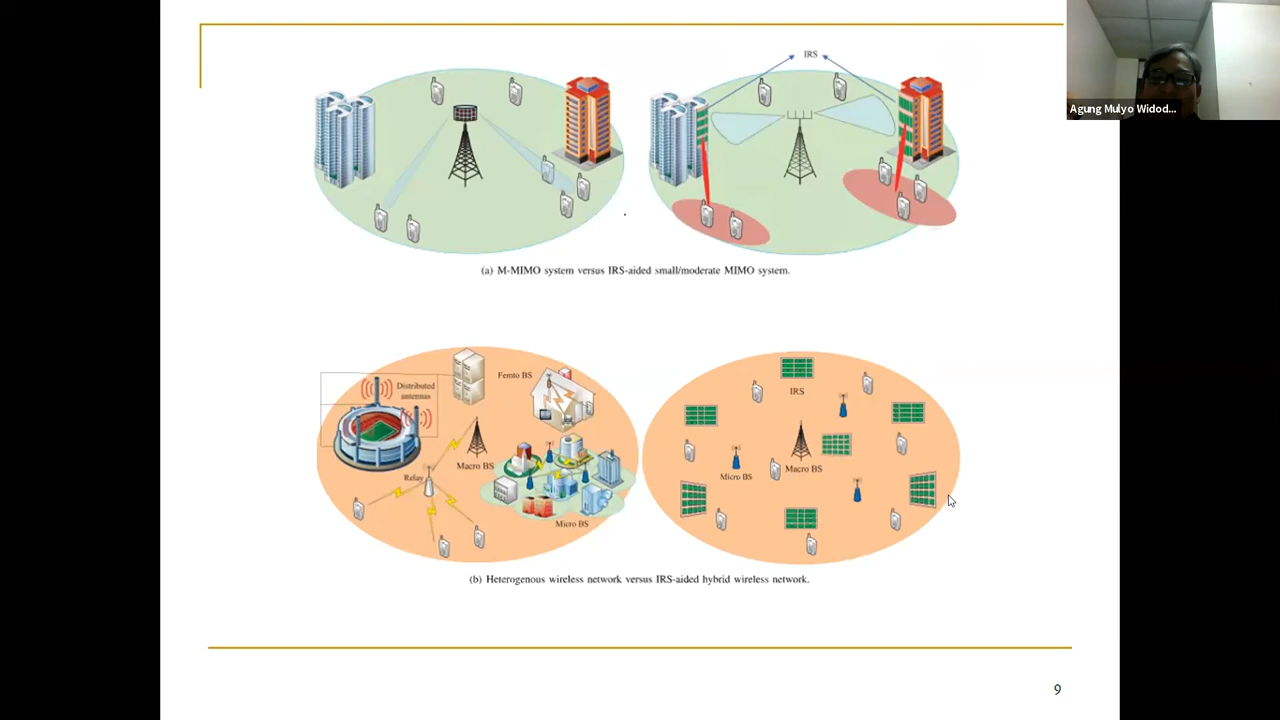 IRS
Agung Mulyo Widod...
(a) M-MIMO system versus IRS-aided small/moderate MIMO system.
Distributed
antennas
Femto BS
Macro BS
Relay
Micro BS
IRS
Micro BS
Macro BS
(b) Heterogenous wireless network versus IRS-aided hybrid wireless network.
9